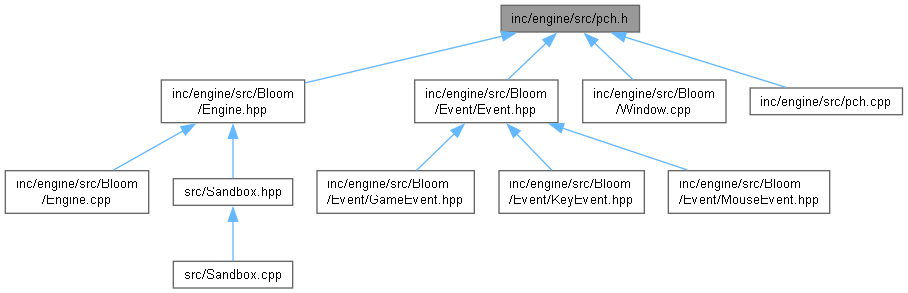 inc/engine/src/pch.h
inc/engine/src/Bloom
/Engine.hpp
inc/engine/src/Bloom
/Event/Event.hpp
inc/engine/src/Bloom
/Window.cpp
inc/engine/src/pch.cpp
inc/engine/src/Bloom
/Engine.cpp
src/Sandbox.hpp
inc/engine/src/Bloom
/Event/GameEvent.hpp
inc/engine/src/Bloom
/Event/KeyEvent.hpp
inc/engine/src/Bloom
/Event/MouseEvent.hpp
src/Sandbox.cpp